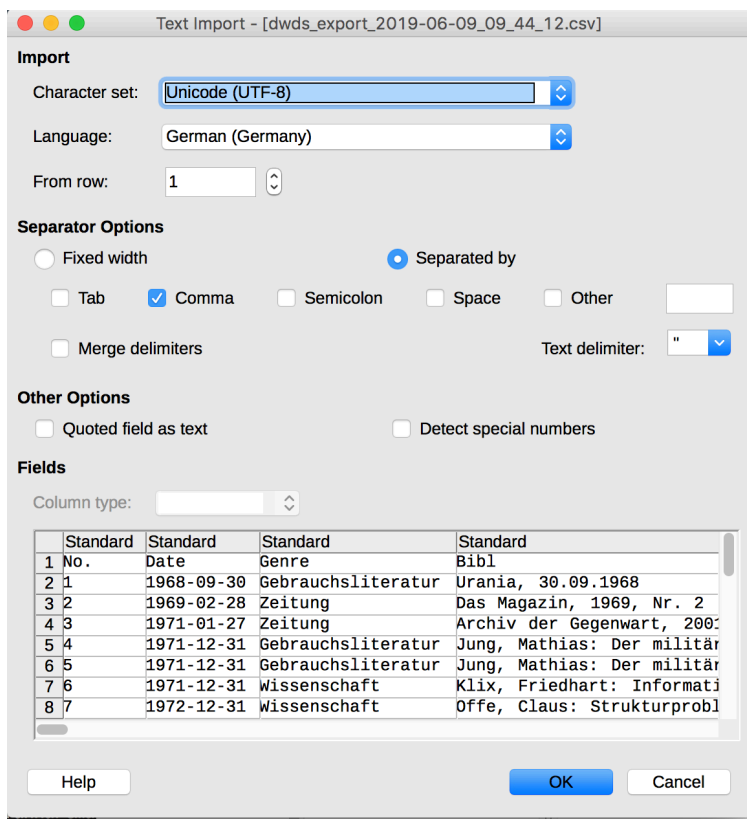 Text Import - [dwds_export_2019-06-09_09_44_12.csv]
Import
Character set: Unicode (UTF-8)
Language: German (Germany)
From row: 1
Separator Options
Fixed width Separated by
Tab Comma Semicolon Space Other
Merge delimiters Text delimiter: "
Other Options
Quoted field as text Detect special numbers
Fields
Column type:
Standard Standard Standard Standard
1 No. Date Genre Bibl
2 1 1968-09-30 Gebrauchsliteratur Urania, 30.09.1968
3 2 1969-02-28 Zeitung Das Magazin, 1969, Nr. 2
4 3 1971-01-27 Zeitung Archiv der Gegenwart, 2001
5 4 1971-12-31 Gebrauchsliteratur Jung, Mathias: Der militär
6 5 1971-12-31 Gebrauchsliteratur Jung, Mathias: Der militär
7 6 1971-12-31 Wissenschaft Klix, Friedhart: Informati
8 7 1972-12-31 Wissenschaft Offe, Claus: Strukturprobl
Help OK Cancel